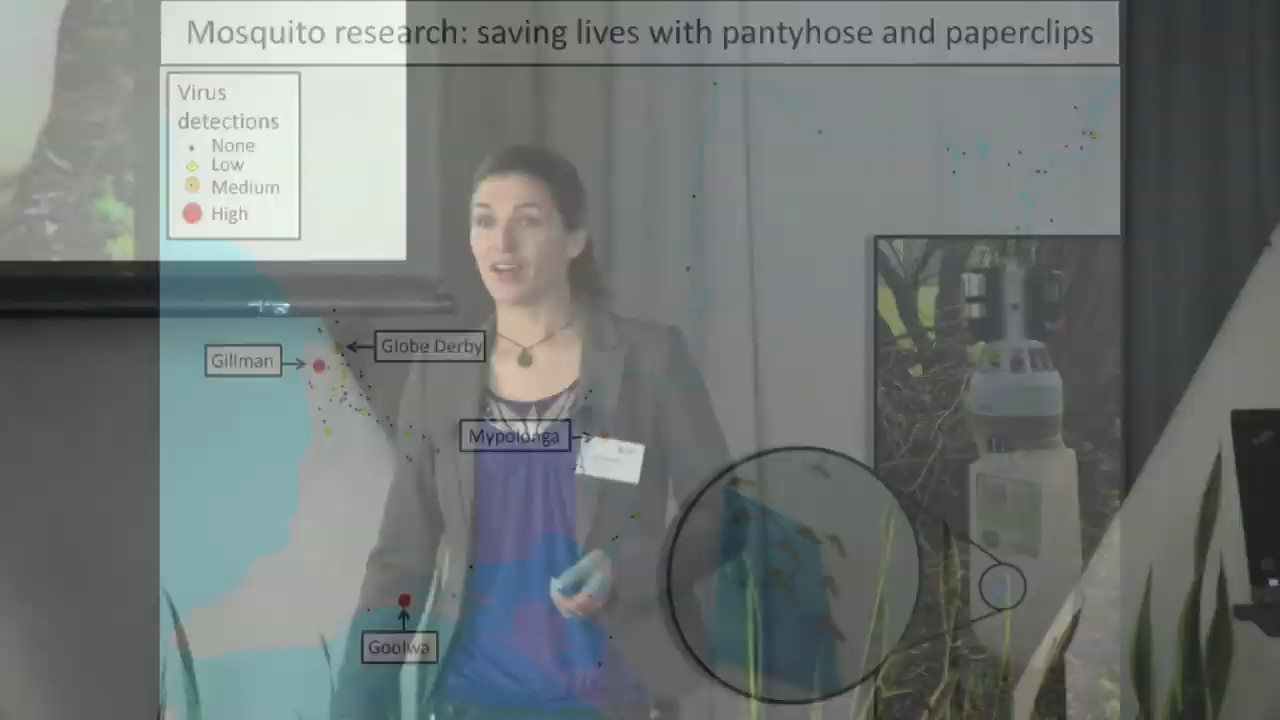 Mosquito research: saving lives with pantyhose and paperclips
Virus
detections
None
Low
Medium
High
Globe Derby
Gillman
Mypolonga
Goolwa